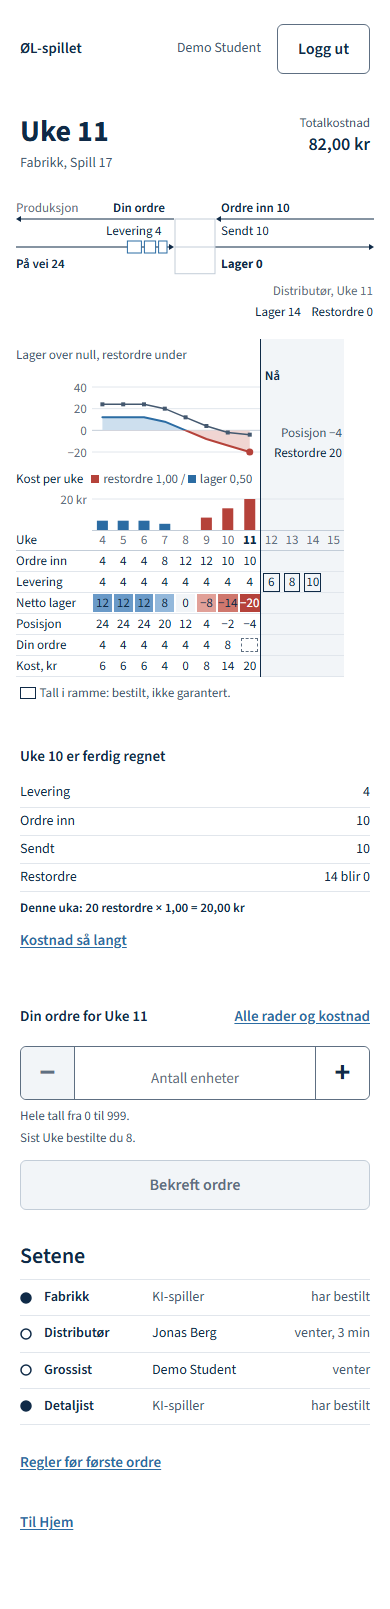 ØL-spillet Demo Student Logg ut
Uke 11 Totalkostnad
82,00 kr
Fabrikk, Spill 17
Produksjon Din ordre Ordre inn 10
Levering 4 Sendt 10
På vei 24 Lager 0
Distributør, Uke 11
Lager 14 Restordre 0
Lager over null, restordre under
Nå
40
20
0
−20
Posisjon −4
Restordre 20
Kost per uke restordre 1,00 / lager 0,50
20 kr
Uke 4 5 6 7 8 9 10 11 12 13 14 15
Ordre inn 4 4 4 8 12 12 10 10
Levering 4 4 4 4 4 4 4 4 6 8 10
Netto lager 12 12 12 8 0 −8 −14 −20
Posisjon 24 24 24 20 12 4 −2 −4
Din ordre 4 4 4 4 4 4 8
Kost, kr 6 6 6 4 0 8 14 20
Tall i ramme: bestilt, ikke garantert.
Uke 10 er ferdig regnet
Levering 4
Ordre inn 10
Sendt 10
Restordre 14 blir 0
Denne uka: 20 restordre × 1,00 = 20,00 kr
Kostnad så langt
Din ordre for Uke 11 Alle rader og kostnad
− Antall enheter +
Hele tall fra 0 til 999.
Sist Uke bestilte du 8.
Bekreft ordre
Setene
Fabrikk KI-spiller har bestilt
Distributør Jonas Berg venter, 3 min
Grossist Demo Student venter
Detaljist KI-spiller har bestilt
Regler før første ordre
Til Hjem